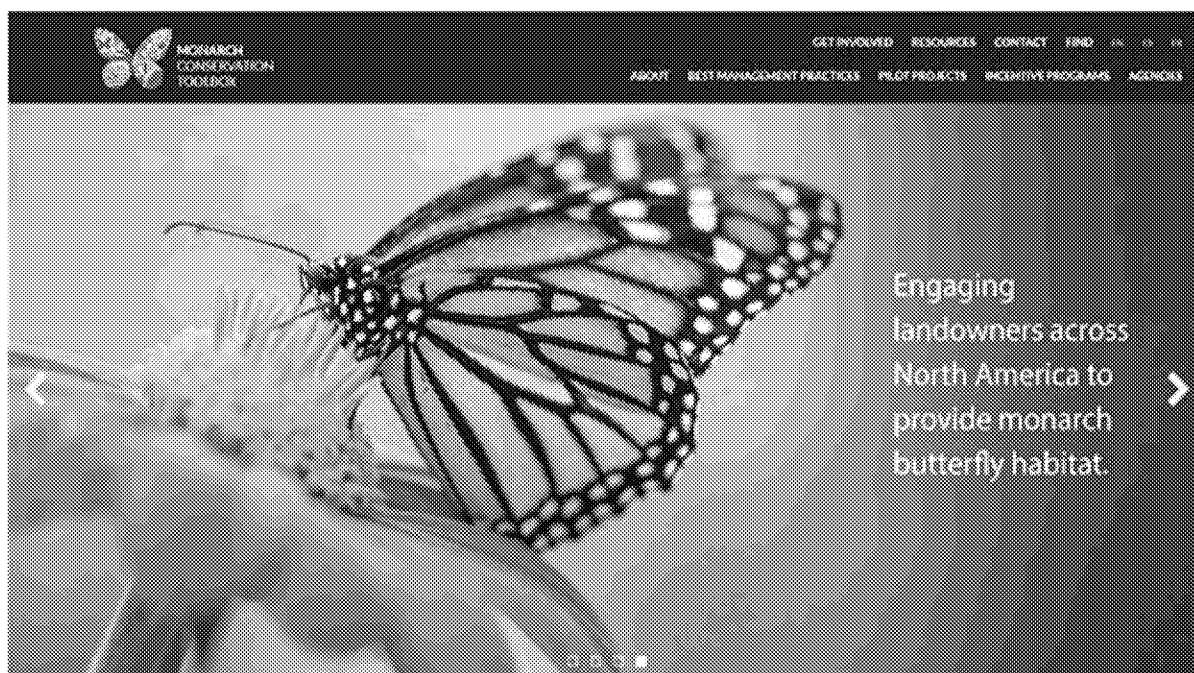 MONARCH
CONSERVATION
TOOLBOX
GET INVOLVED RESOURCES CONTACT FIND
ABOUT BEST MANAGEMENT PRACTICES PILOT PROJECTS INCENTIVE PROGRAMS AGENCIES
Engaging
landowners across
North America to
provide monarch
butterfly habitat.